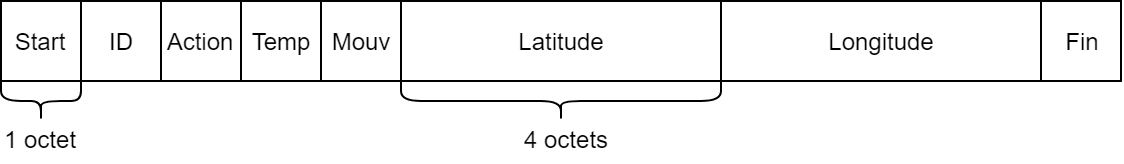 Start ID Action Temp Mouv Latitude Longitude Fin
1 octet 4 octets